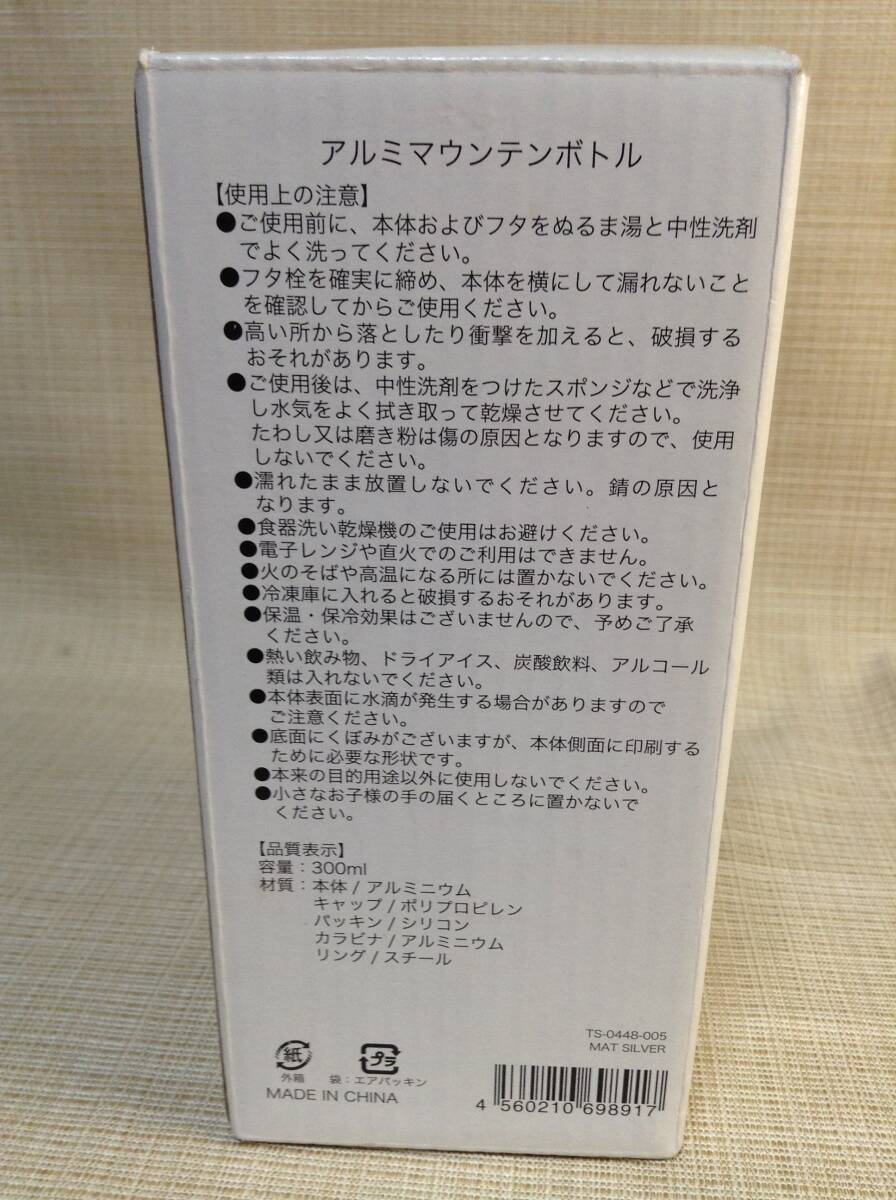 アルミマウンテンボトル
【使用上の注意】
●ご使用前に、本体およびフタをぬるま湯と中性洗剤
でよく洗ってください。
●フタ栓を確実に締め、本体を横にして漏れないこと
を確認してからご使用ください。
●高い所から落としたり衝撃を加えると、破損する
おそれがあります。
●ご使用後は、中性洗剤をつけたスポンジなどで洗浄
し水気をよく拭き取って乾燥させてください。
たわし又は磨き粉は傷の原因となりますので、使用
しないでください。
●濡れたまま放置しないでください。錆の原因と
なります。
●食器洗い乾燥機のご使用はお避けください。
●電子レンジや直火でのご利用はできません。
●火のそばや高温になる所には置かないでください。
●冷凍庫に入れると破損するおそれがあります。
●保温・保冷効果はございませんので、予めご了承
ください。
●熱い飲み物、ドライアイス、炭酸飲料、アルコール
類は入れないでください。
●本体表面に水滴が発生する場合がありますので
ご注意ください。
●底面にくぼみがございますが、本体側面に印刷する
ために必要な形状です。
●本来の目的用途以外に使用しないでください。
●小さなお子様の手の届くところに置かないで
ください。
【品質表示】
容量：300ml
材質：本体 / アルミニウム
キャップ / ポリプロピレン
パッキン / シリコン
カラビナ / アルミニウム
リング / スチール
TS-0448-005
MAT SILVER
紙 プラ
外箱 袋：エアパッキン
MADE IN CHINA
4 560210 698917